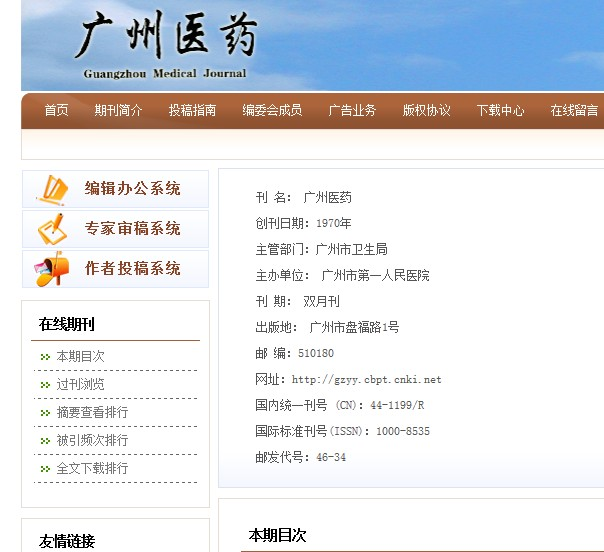 广州医药
Guangzhou Medical Journal
首页 期刊简介 投稿指南 编委会成员 广告业务 版权协议 下载中心 在线留言
编辑办公系统
专家审稿系统
作者投稿系统
在线期刊
本期目次
过刊浏览
摘要查看排行
被引频次排行
全文下载排行
友情链接
刊 名： 广州医药
创刊日期：1970年
主管部门：广州市卫生局
主办单位： 广州市第一人民医院
刊 期： 双月刊
出版地： 广州市盘福路1号
邮 编：510180
网址：http://gzyy.cbpt.cnki.net
国内统一刊号 (CN)：44-1199/R
国际标准刊号(ISSN)：1000-8535
邮发代号：46-34
本期目次